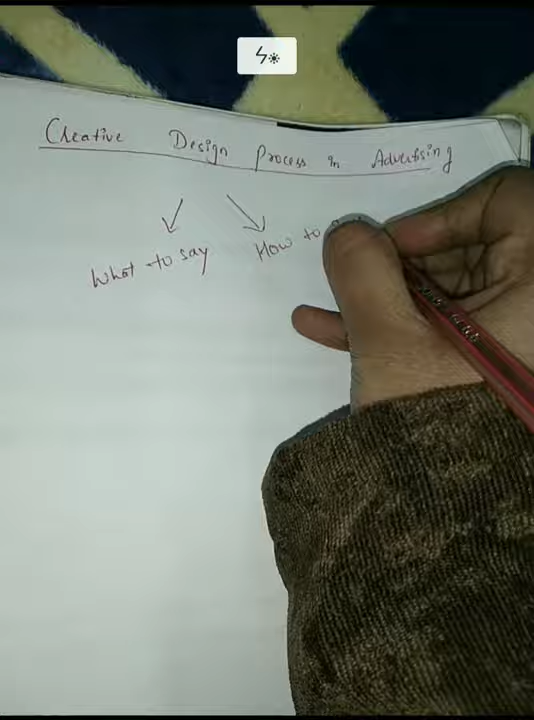 Creative Design Process in Advertising
What to say How to